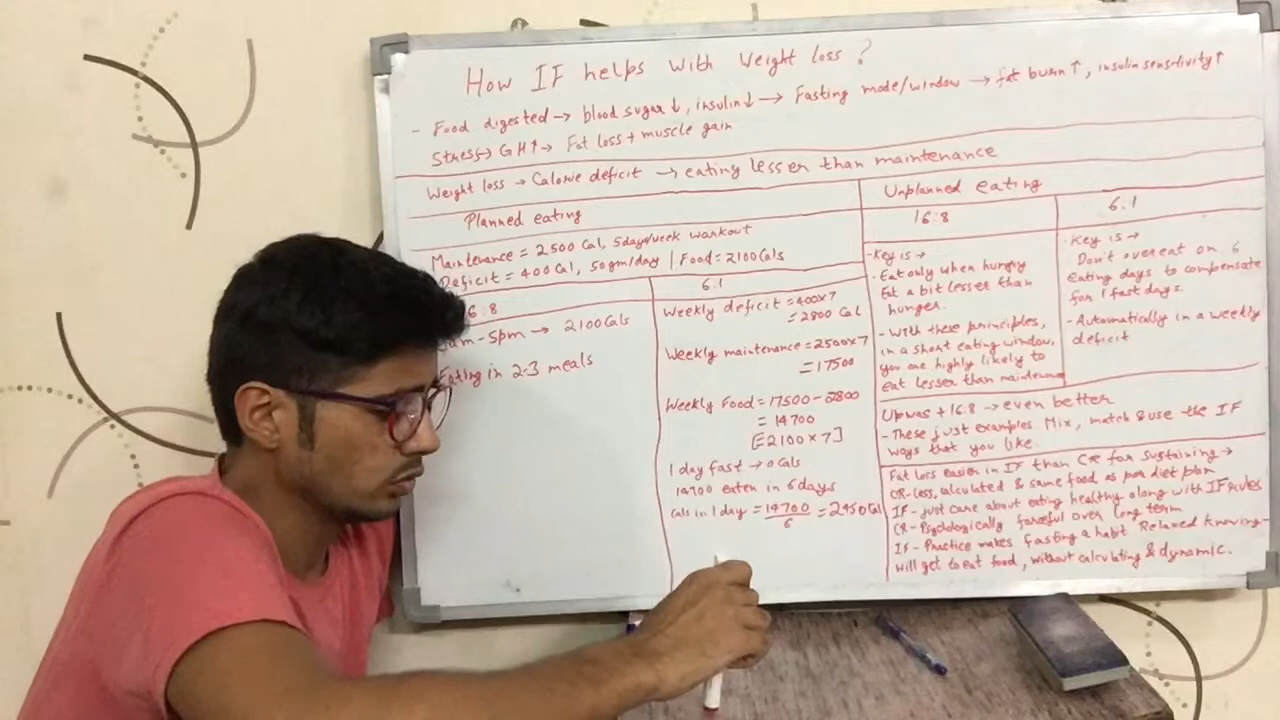 How IF helps with weight loss?
- Food digested → blood sugar ↓, insulin ↓ → Fasting mode/window → fat burn ↑, insulin sensitivity ↑
Stress → GH ↑ → Fat loss + muscle gain
Weight loss → Calorie deficit → eating lesser than maintenance
Planned eating
Maintenance = 2500 Cal, 5days/week workout
Deficit = 400 Cal, 50gm/day | Food = 2100 Cals
16:8
- 5pm → 2100 Cals
Eating in 2-3 meals
6:1
Weekly deficit = 400x7
= 2800 Cal
Weekly maintenance = 2500x7
= 17500
Weekly Food = 17500 - 2800
= 14700
[= 2100 x 7]
1 day fast → 0 Cals
14700 eaten in 6 days
Cals in 1 day = 14700/6 = 2450 Cal
Unplanned eating
16:8
- Key is →
- Eat only when hungry
Eat a bit lesser than
hunger.
- With these principles,
in a short eating window,
you are highly likely to
eat lesser than maintenance
6:1
- Key is →
Don't overeat on 6
eating days to compensate
for 1 fast days.
- Automatically in a weekly
deficit
Upwas + 16:8 → even better
- These just examples. Mix, match & use the IF
ways that you like.
Fat loss easier in IF than CR for sustaining →
CR - less, calculated & same food as per diet plan
IF - just care about eating healthy along with IF rules
CR - Psychologically forceful over long term
IF - Practice makes fasting a habit. Relaxed knowing -
will get to eat food, without calculating & dynamic.